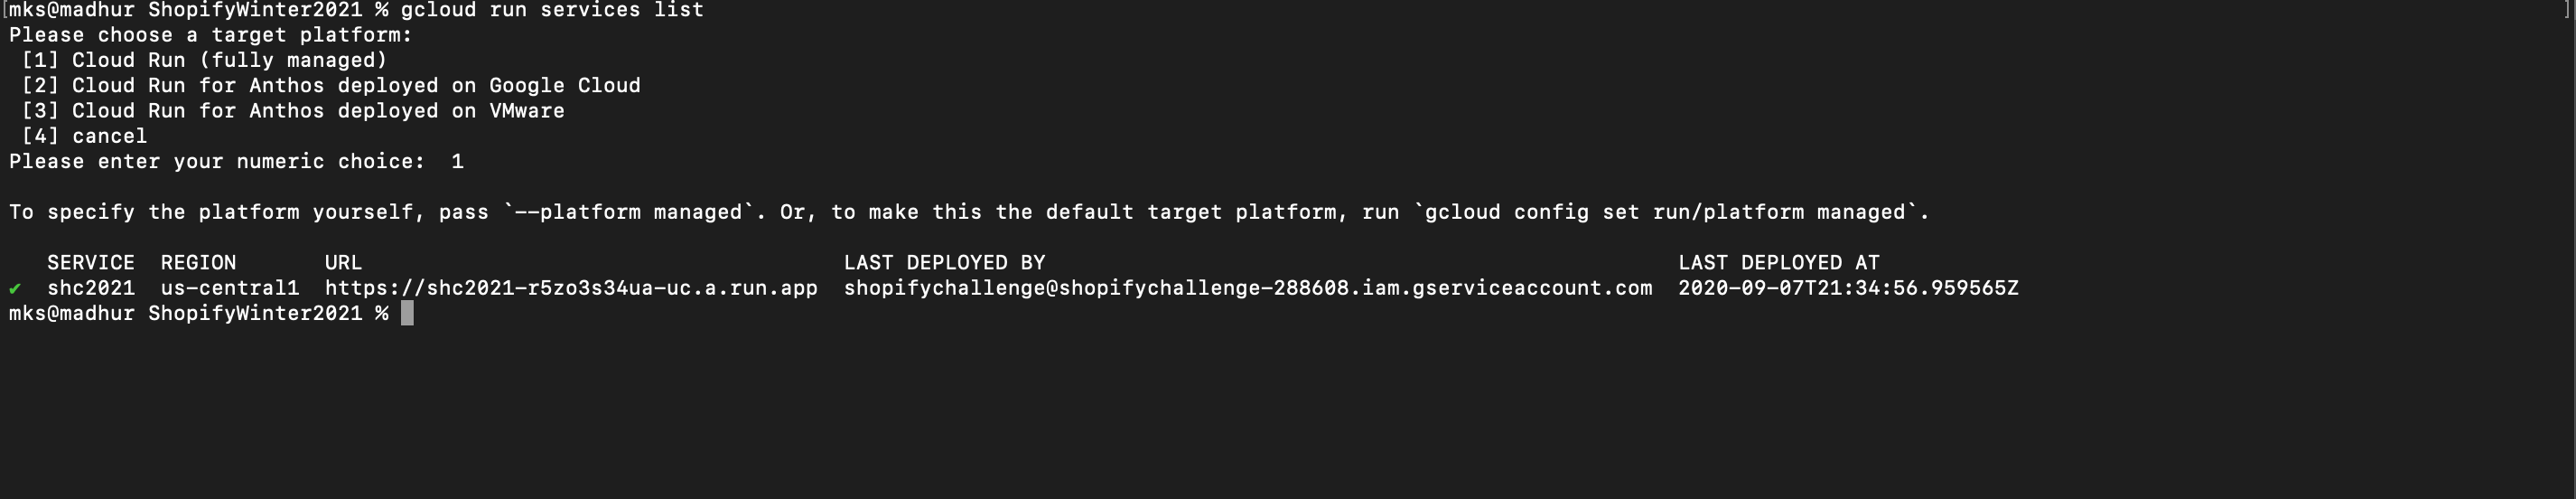 [mks@madhur ShopifyWinter2021 % gcloud run services list ]
Please choose a target platform:
[1] Cloud Run (fully managed)
[2] Cloud Run for Anthos deployed on Google Cloud
[3] Cloud Run for Anthos deployed on VMware
[4] cancel
Please enter your numeric choice:  1
To specify the platform yourself, pass `--platform managed`. Or, to make this the default target platform, run `gcloud config set run/platform managed`.
SERVICE  REGION       URL                                      LAST DEPLOYED BY                                                  LAST DEPLOYED AT
✔  shc2021  us-central1  https://shc2021-r5zo3s34ua-uc.a.run.app  shopifychallenge@shopifychallenge-288608.iam.gserviceaccount.com  2020-09-07T21:34:56.959565Z
mks@madhur ShopifyWinter2021 %